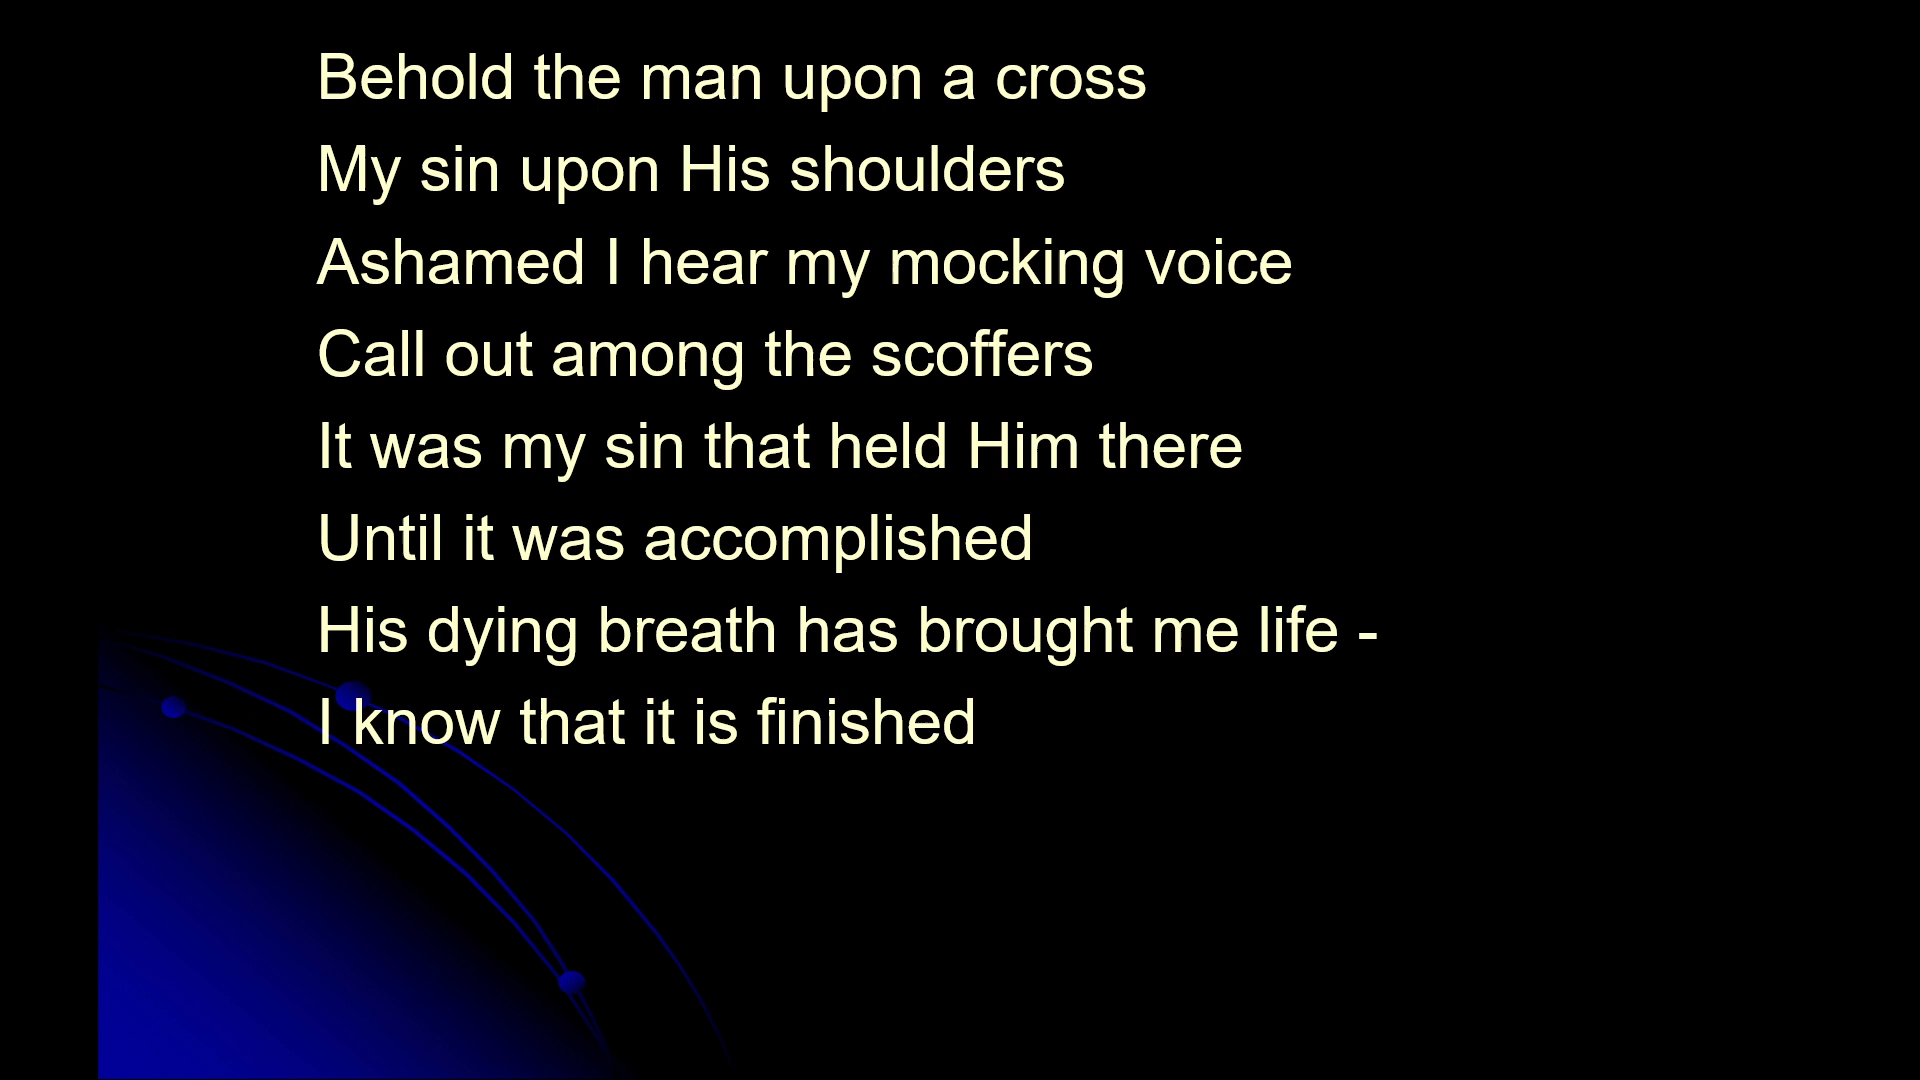 Behold the man upon a cross
My sin upon His shoulders
Ashamed I hear my mocking voice
Call out among the scoffers
It was my sin that held Him there
Until it was accomplished
His dying breath has brought me life -
I know that it is finished